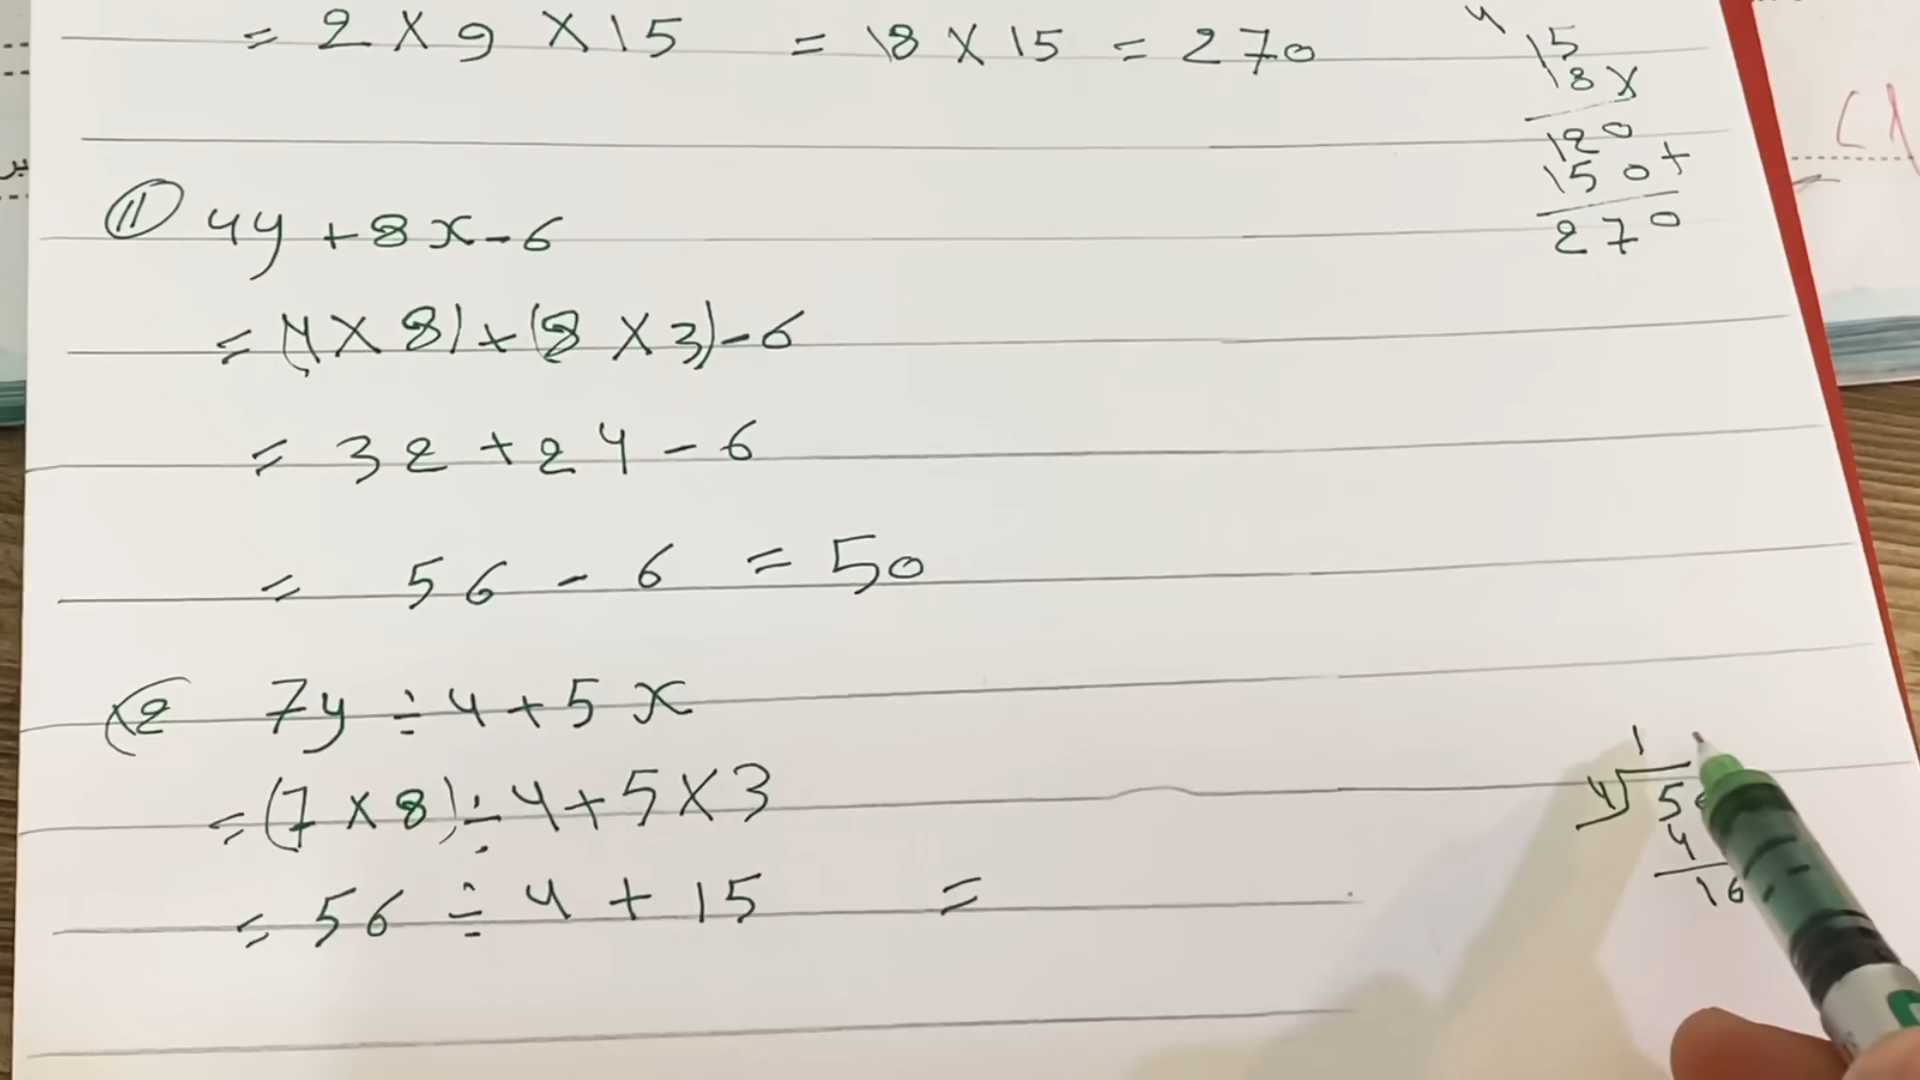 = 2 × 9 × 15 = 18 × 15 = 270
15
18 ×
120
150 +
270
11 4y + 8x - 6
= (4 × 8) + (8 × 3) - 6
= 32 + 24 - 6
= 56 - 6 = 50
12 7y ÷ 4 + 5x
= (7 × 8) ÷ 4 + 5 × 3
= 56 ÷ 4 + 15 =
1
4 5
4
16